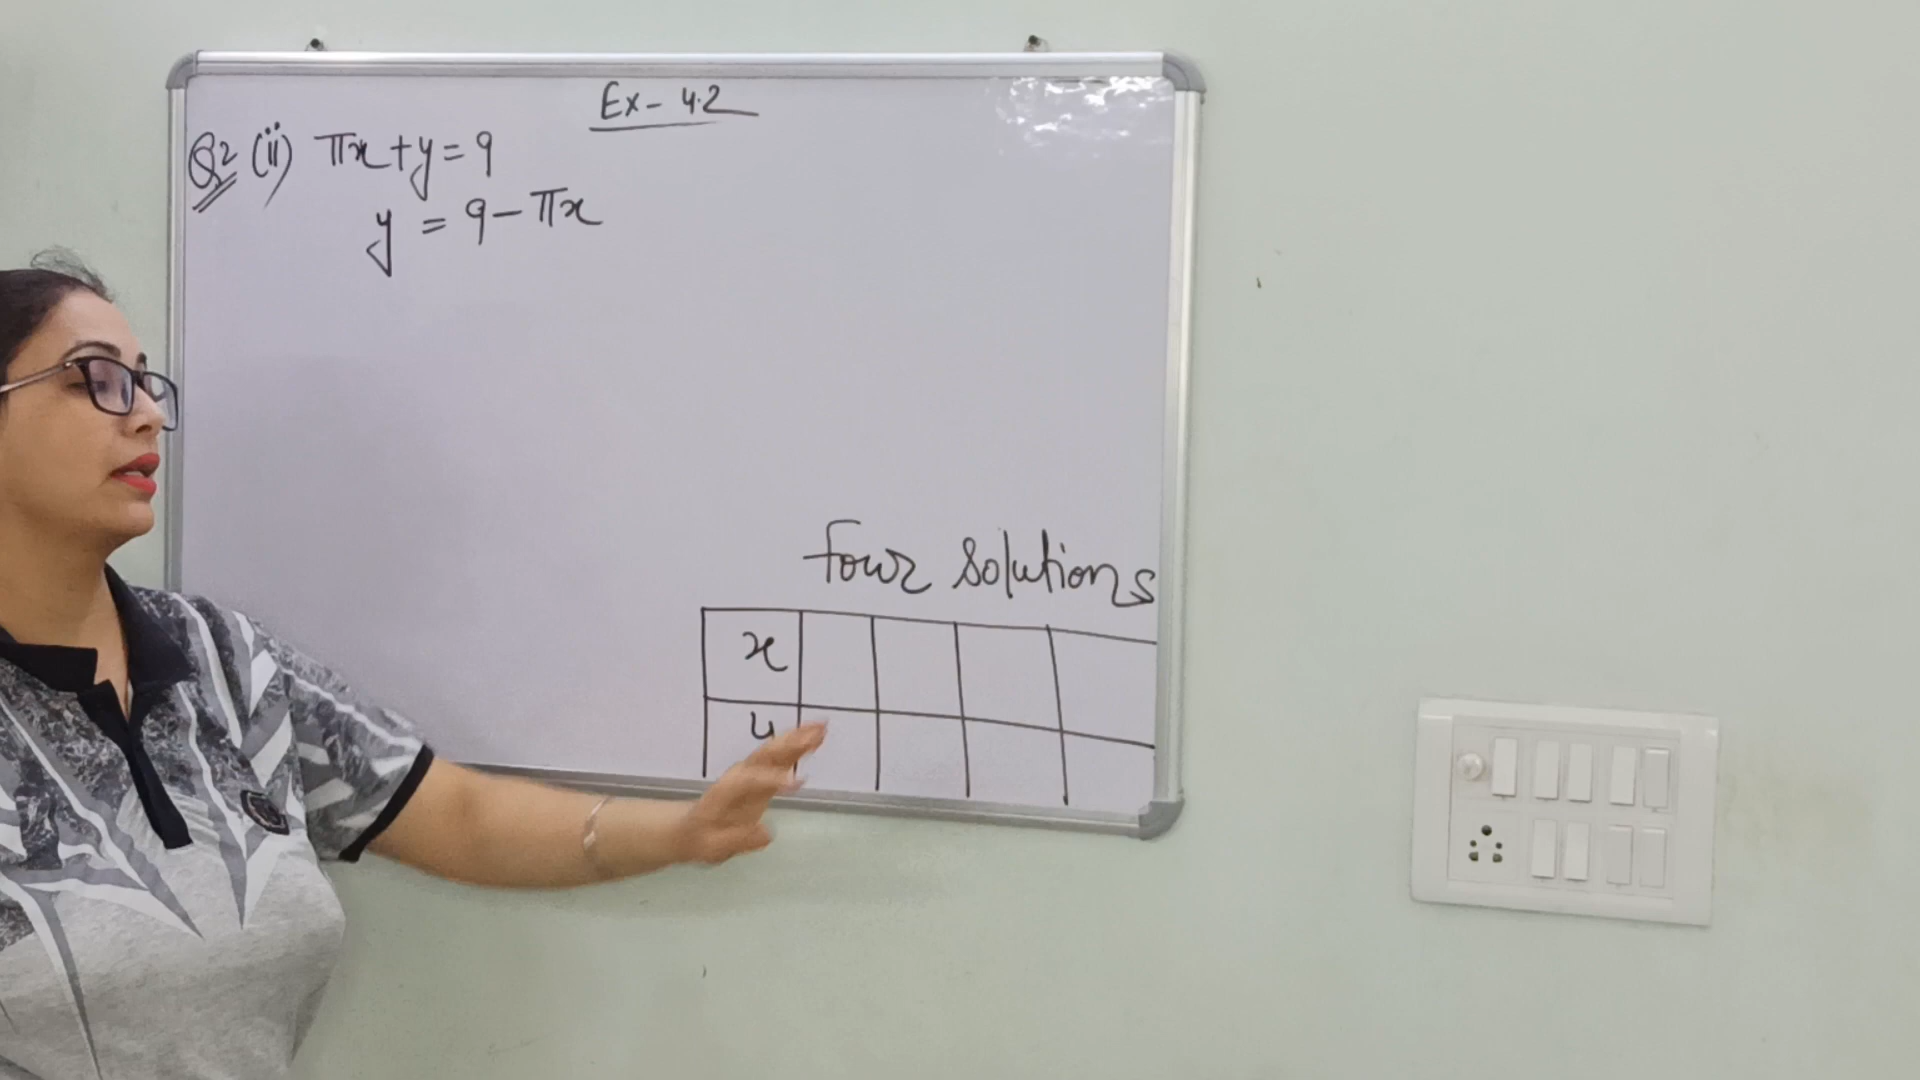 Ex - 4.2
Q2 (ii) πx + y = 9
y = 9 - πx
four solutions
x
y